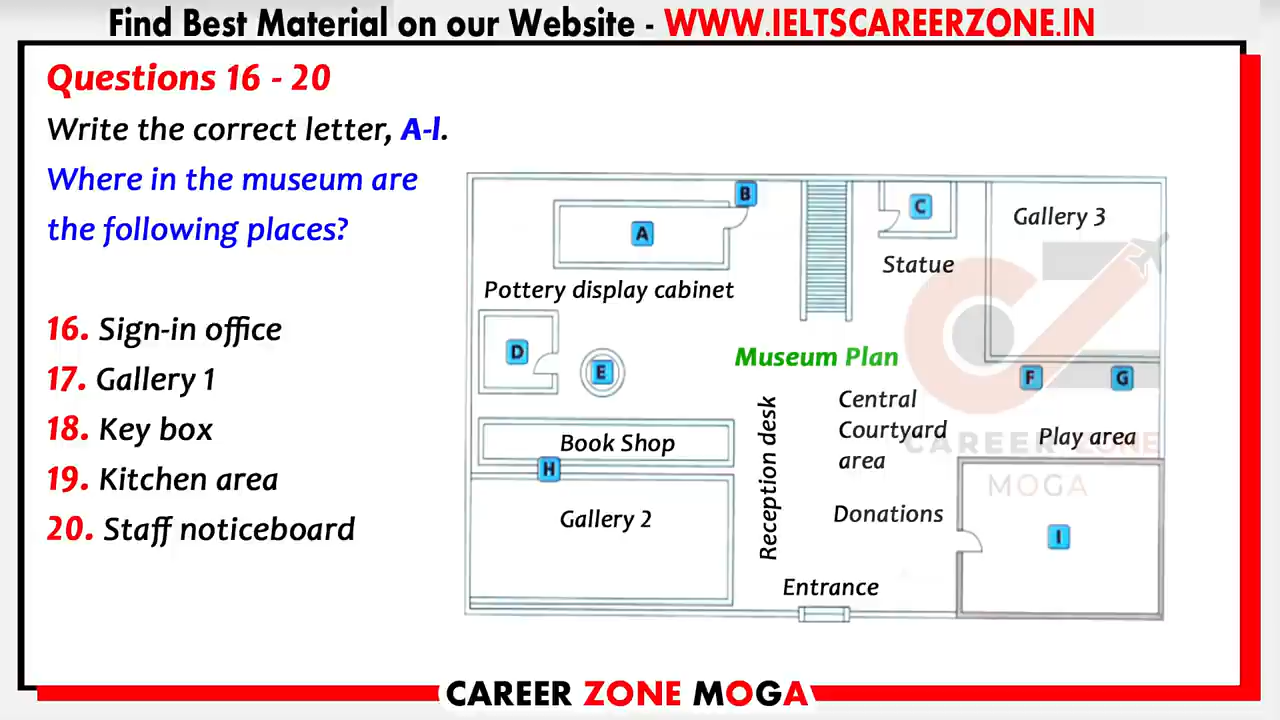 Find Best Material on our Website - WWW.IELTSCAREERZONE.IN
Questions 16 - 20
Write the correct letter, A-l.
Where in the museum are
the following places?
16. Sign-in office
17. Gallery 1
18. Key box
19. Kitchen area
20. Staff noticeboard
B
C
A
Gallery 3
Statue
Pottery display cabinet
D
E
Museum Plan
F
G
Central
Courtyard
area
Reception desk
Book Shop
Play area
CAREER ZONE
MOGA
H
Gallery 2
Donations
I
Entrance
CAREER ZONE MOGA